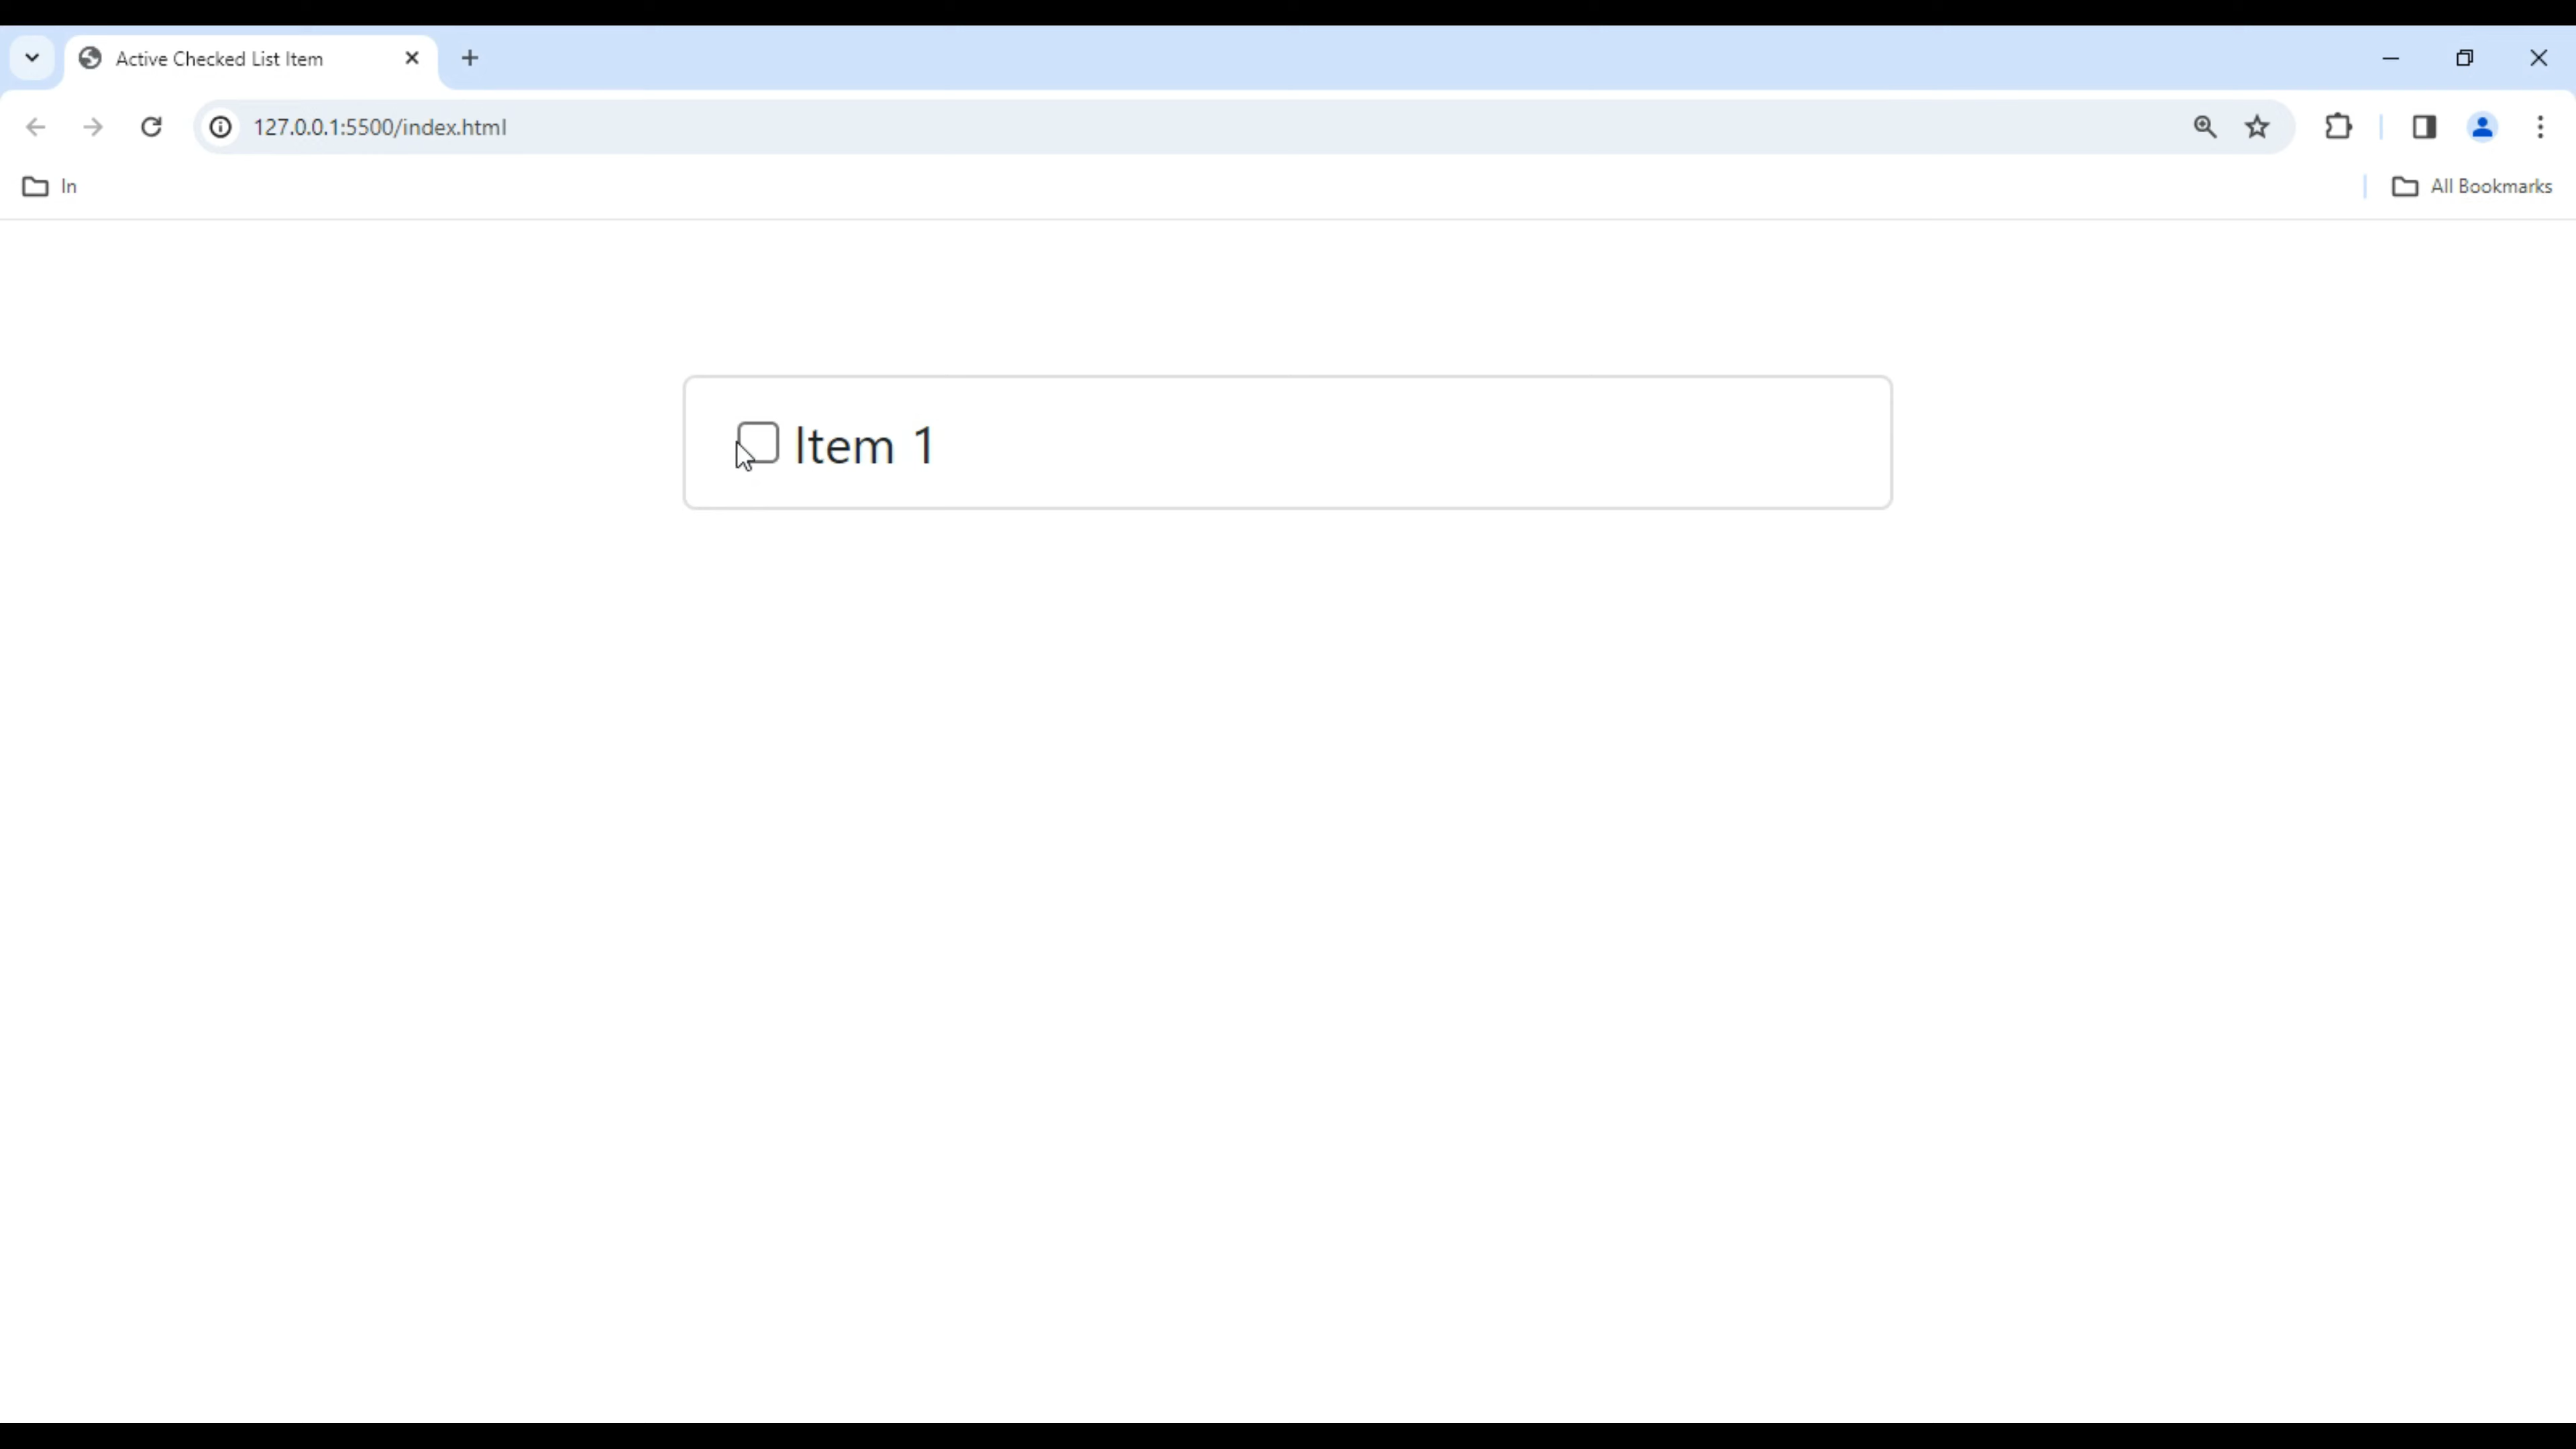 Active Checked List Item
127.0.0.1:5500/index.html
In
All Bookmarks
Item 1